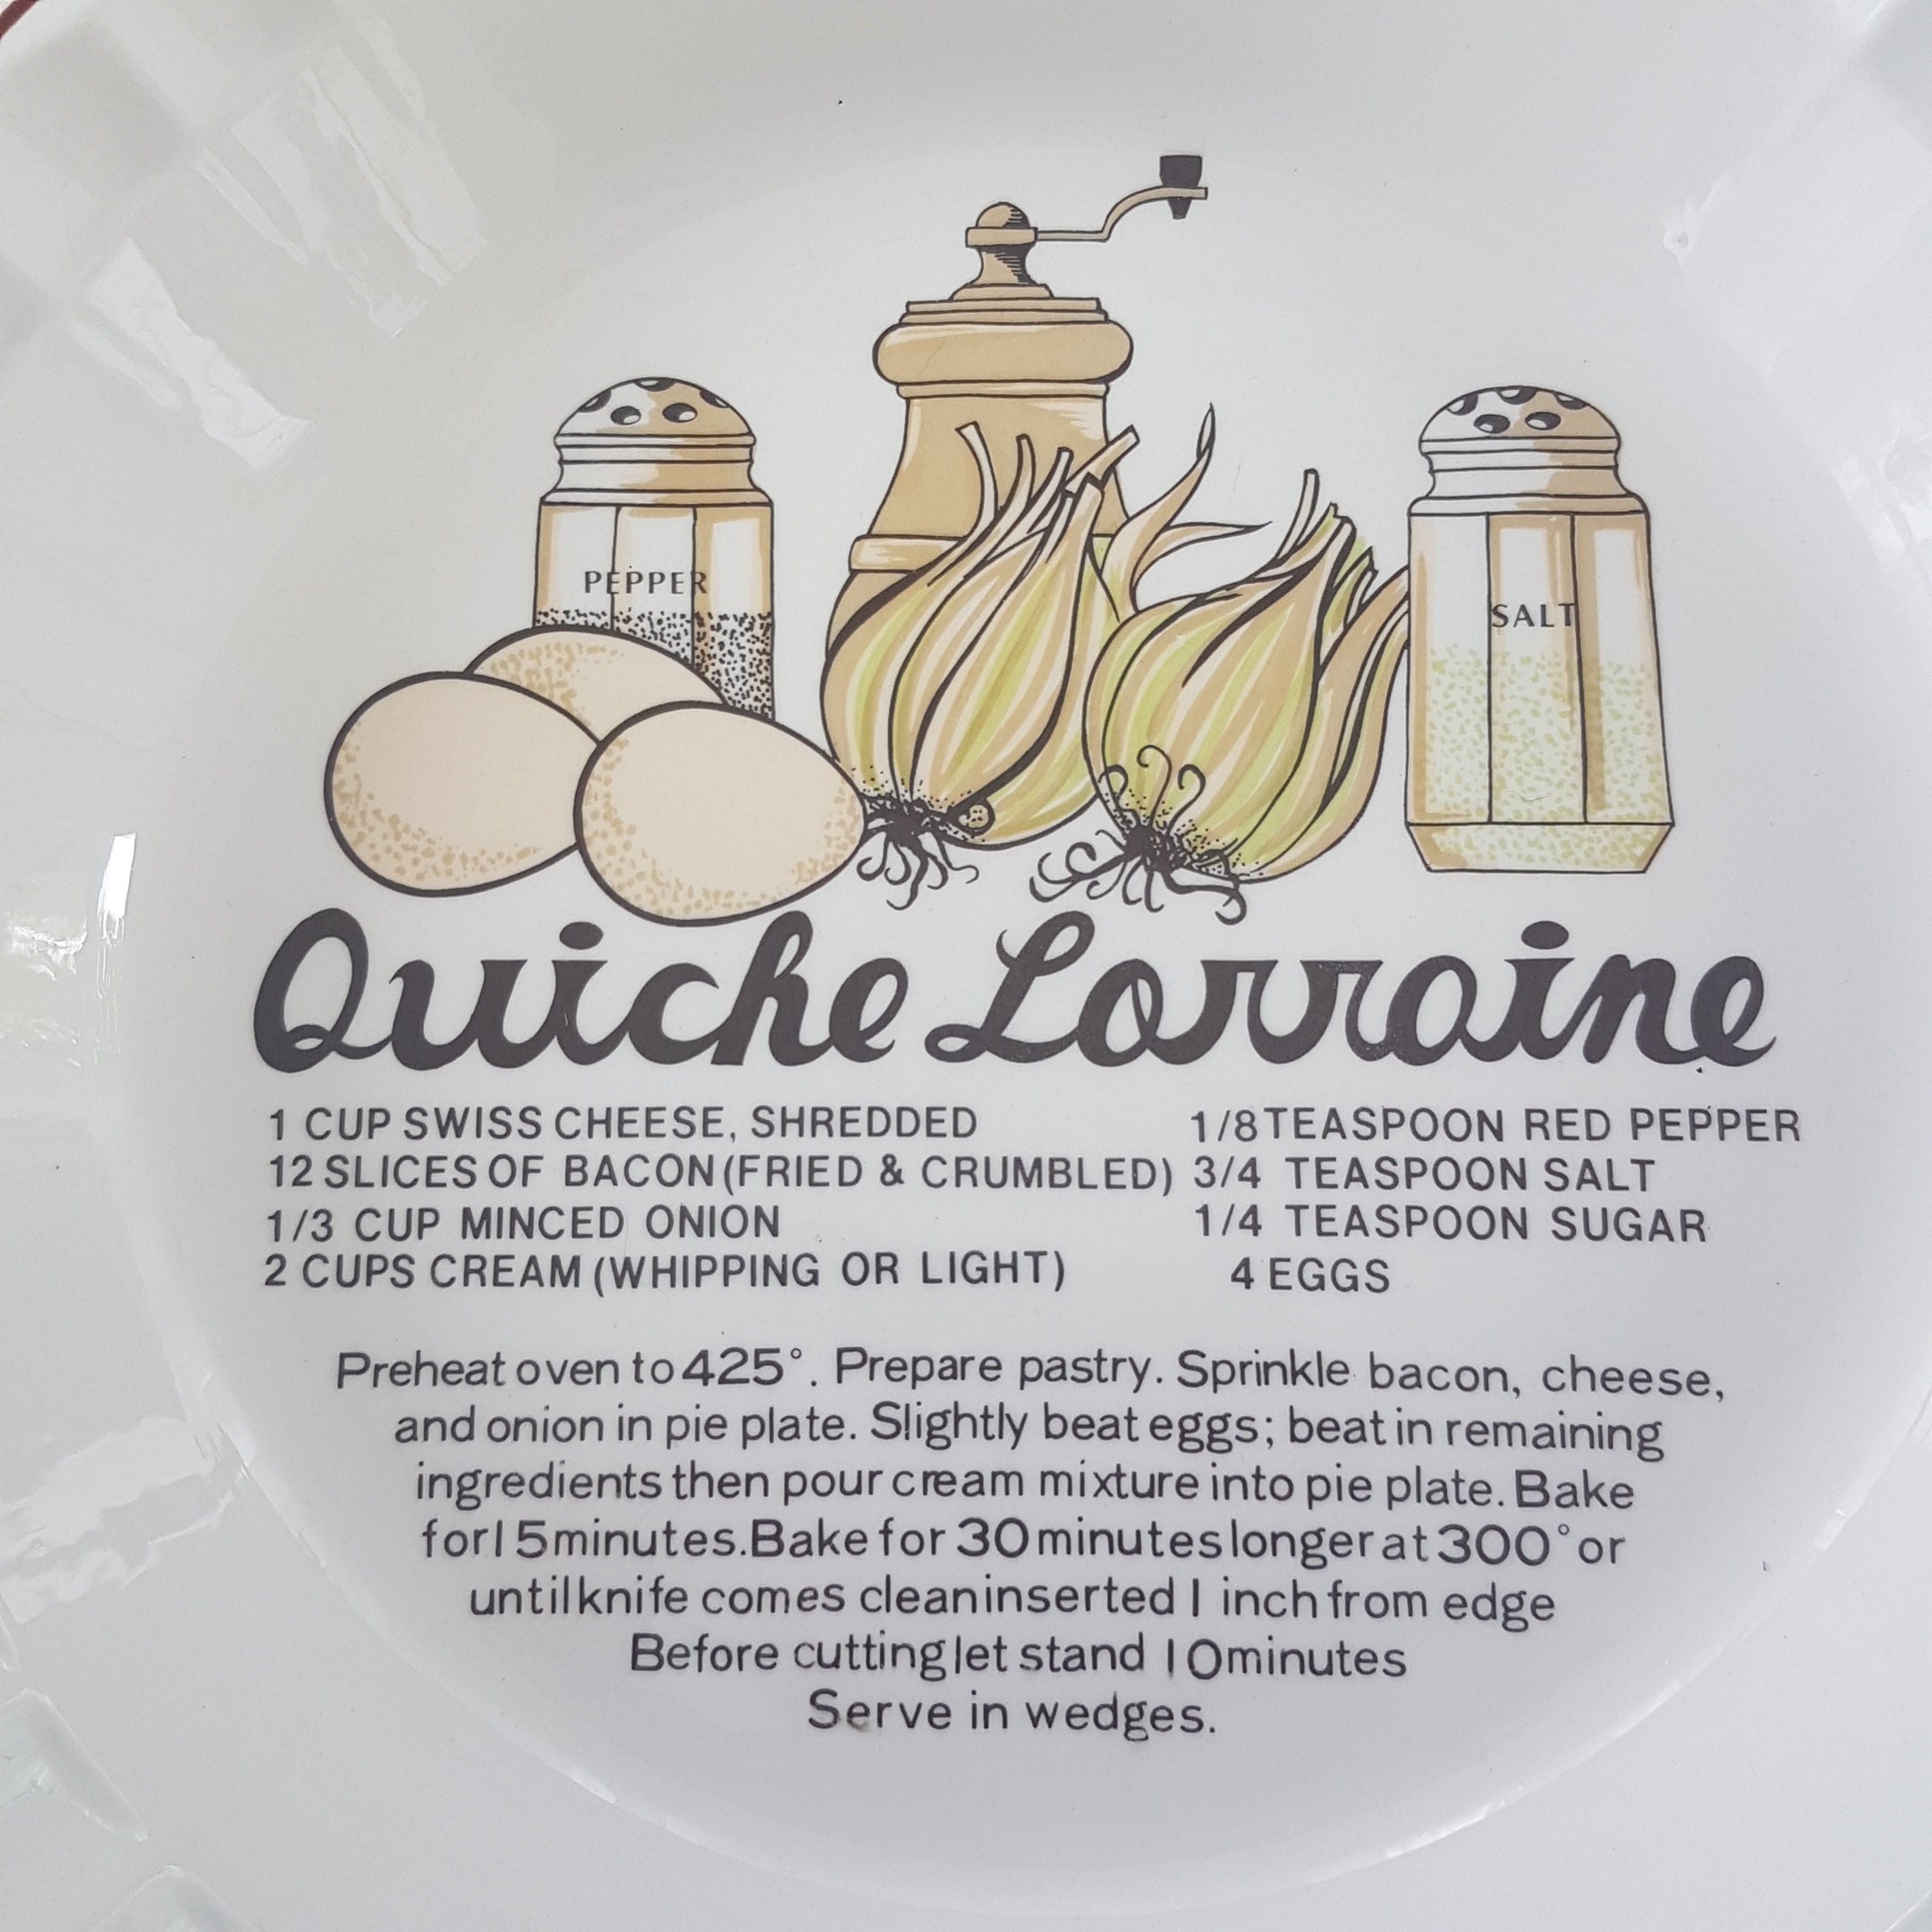 PEPPER
SALT
Quiche Lorraine
1 CUP SWISS CHEESE, SHREDDED
12 SLICES OF BACON (FRIED & CRUMBLED)
1/3 CUP MINCED ONION
2 CUPS CREAM (WHIPPING OR LIGHT)
1/8 TEASPOON RED PEPPER
3/4 TEASPOON SALT
1/4 TEASPOON SUGAR
4 EGGS
Preheat oven to 425°. Prepare pastry. Sprinkle bacon, cheese,
and onion in pie plate. Slightly beat eggs; beat in remaining
ingredients then pour cream mixture into pie plate. Bake
for 15 minutes. Bake for 30 minutes longer at 300° or
until knife comes clean inserted 1 inch from edge
Before cutting let stand 10 minutes
Serve in wedges.